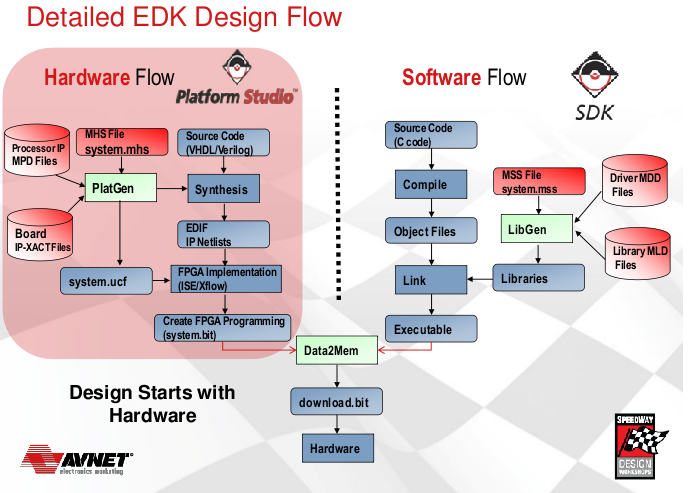 Detailed EDK Design Flow
Hardware Flow
Platform Studio™
Software Flow
SDK
Processor IP
MPD Files
MHS File
system.mhs
Source Code
(VHDL/Verilog)
PlatGen
Synthesis
Board
IP-XACTFiles
EDIF
IP Netlists
system.ucf
FPGA Implementation
(ISE/Xflow)
Create FPGA Programming
(system.bit)
Source Code
(C code)
Compile
MSS File
system.mss
Driver MDD
Files
Object Files
LibGen
Library MLD
Files
Link
Libraries
Executable
Data2Mem
download.bit
Hardware
Design Starts with
Hardware
AVNET®
electronics marketing
SPEEDWAY
DESIGN
WORKSHOPS